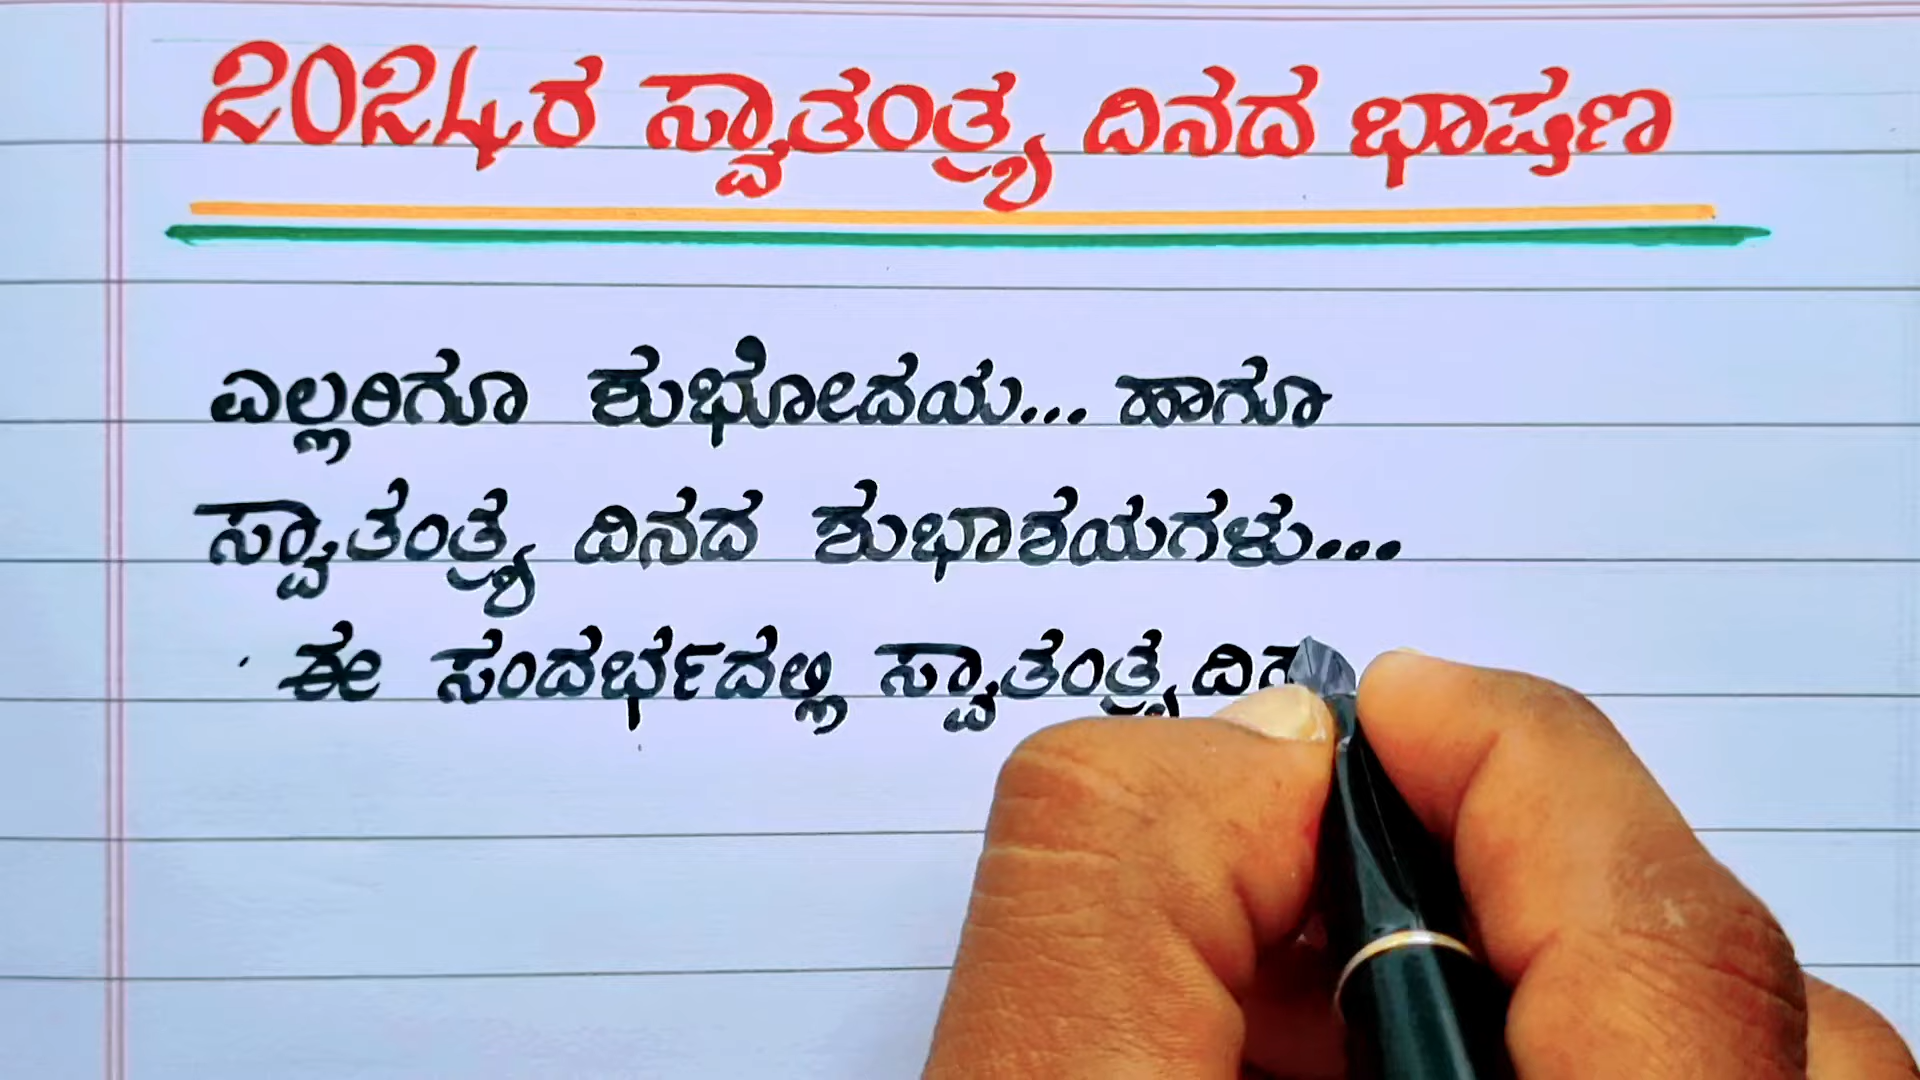 2024ರ ಸ್ವಾತಂತ್ರ್ಯ ದಿನದ ಭಾಷಣ
ಎಲ್ಲರಿಗೂ ಶುಭೋದಯ... ಹಾಗೂ
ಸ್ವಾತಂತ್ರ್ಯ ದಿನದ ಶುಭಾಶಯಗಳು...
ಈ ಸಂದರ್ಭದಲ್ಲಿ ಸ್ವಾತಂತ್ರ್ಯ